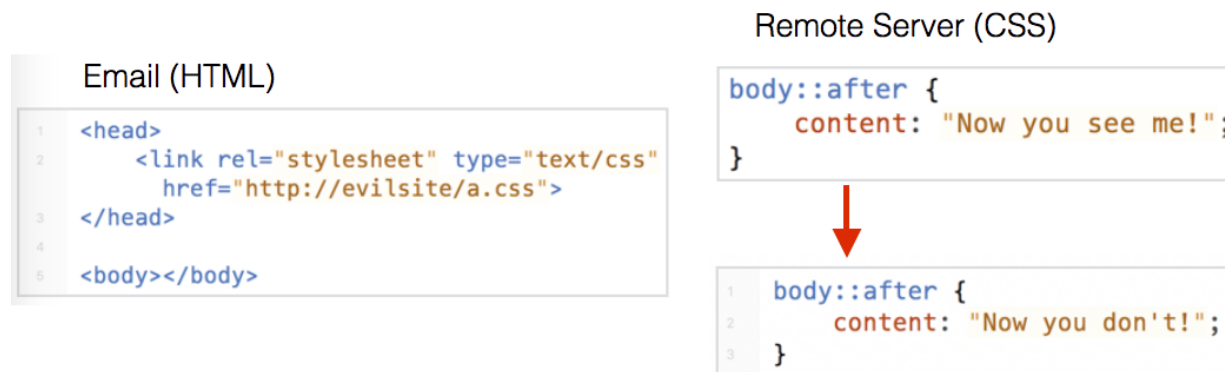 Email (HTML)
1 <head>
2 <link rel="stylesheet" type="text/css"
href="http://evilsite/a.css">
3 </head>
4
5 <body></body>
Remote Server (CSS)
body::after {
content: "Now you see me!";
}
1 body::after {
2 content: "Now you don't!";
3 }